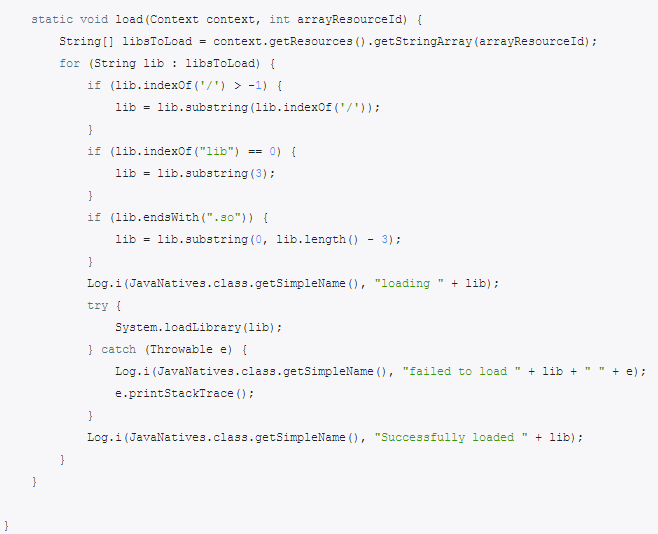 static void load(Context context, int arrayResourceId) {
String[] libsToLoad = context.getResources().getStringArray(arrayResourceId);
for (String lib : libsToLoad) {
if (lib.indexOf('/') > -1) {
lib = lib.substring(lib.indexOf('/'));
}
if (lib.indexOf("lib") == 0) {
lib = lib.substring(3);
}
if (lib.endsWith(".so")) {
lib = lib.substring(0, lib.length() - 3);
}
Log.i(JavaNatives.class.getSimpleName(), "loading " + lib);
try {
System.loadLibrary(lib);
} catch (Throwable e) {
Log.i(JavaNatives.class.getSimpleName(), "failed to load " + lib + " " + e);
e.printStackTrace();
}
Log.i(JavaNatives.class.getSimpleName(), "Successfully loaded " + lib);
}
}
}